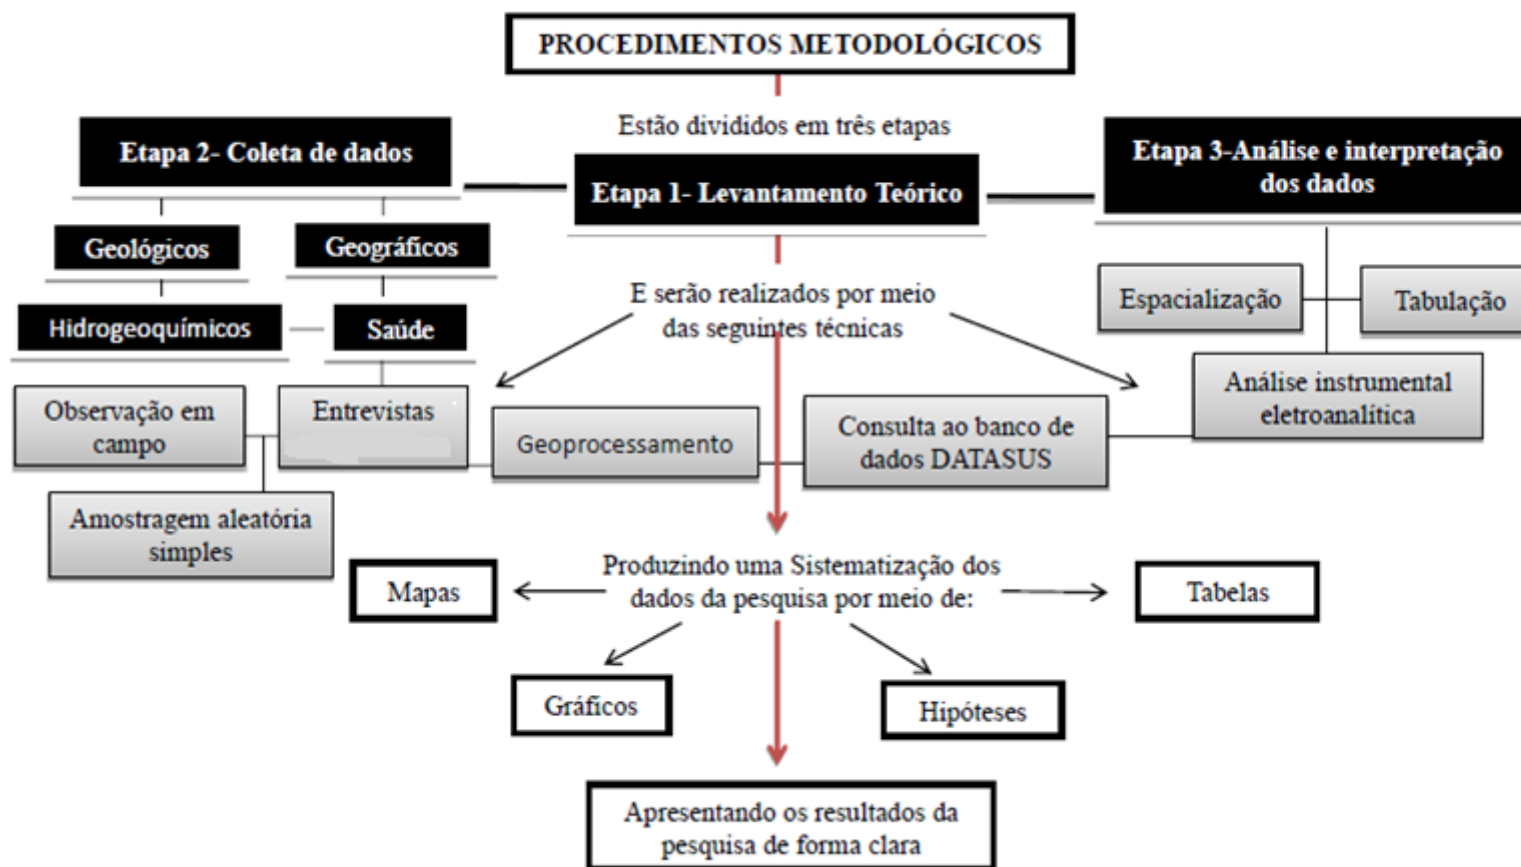 PROCEDIMENTOS METODOLÓGICOS
Estão divididos em três etapas
Etapa 2- Coleta de dados
Etapa 1- Levantamento Teórico
Etapa 3-Análise e interpretação
dos dados
Geológicos
Geográficos
Hidrogeoquímicos
Saúde
E serão realizados por meio
das seguintes técnicas
Espacialização
Tabulação
Observação em
campo
Entrevistas
Geoprocessamento
Consulta ao banco de
dados DATASUS
Análise instrumental
eletroanalítica
Amostragem aleatória
simples
Produzindo uma Sistematização dos
dados da pesquisa por meio de:
Mapas
Tabelas
Gráficos
Hipóteses
Apresentando os resultados da
pesquisa de forma clara